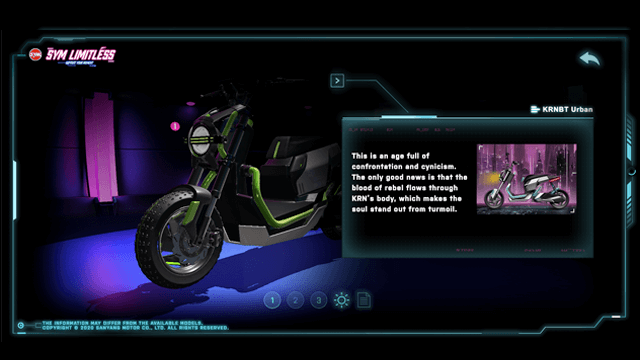 SYM
SYM LIMITLESS
KRNBT Urban
This is an age full of
confrontation and cynicism.
The only good news is that the
blood of rebel flows through
KRN's body, which makes the
soul stand out from turmoil.
1
1 2 3
THE INFORMATION MAY DIFFER FROM THE AVAILABLE MODELS.
COPYRIGHT © 2020 SANYANG MOTOR CO., LTD. ALL RIGHTS RESERVED.